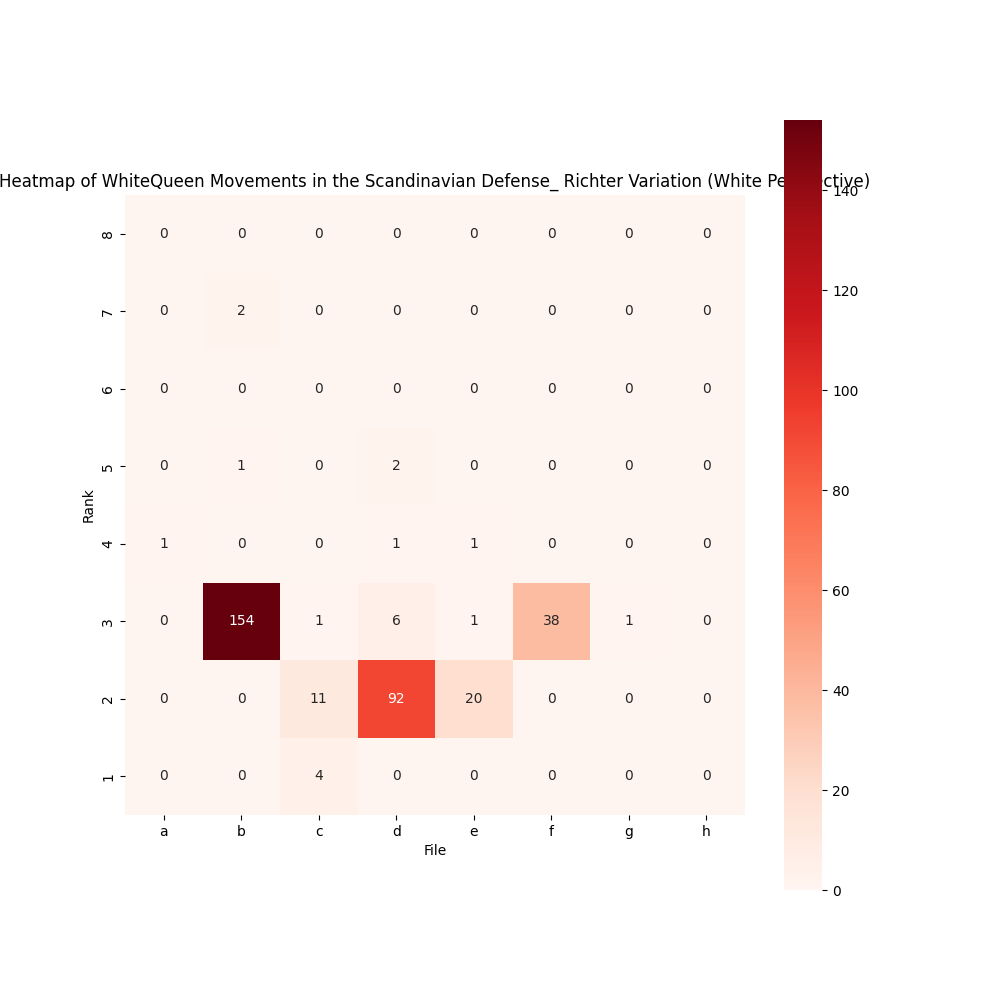 Heatmap of WhiteQueen Movements in the Scandinavian Defense_ Richter Variation (White Perspective)
140
8 0 0 0 0 0 0 0 0
120
7 0 2 0 0 0 0 0 0
6 0 0 0 0 0 0 0 0
100
5 0 1 0 2 0 0 0 0
80
Rank
4 1 0 0 1 1 0 0 0
60
3 0 154 1 6 1 38 1 0
40
2 0 0 11 92 20 0 0 0
1 0 0 4 0 0 0 0 0
20
a b c d e f g h
File
0